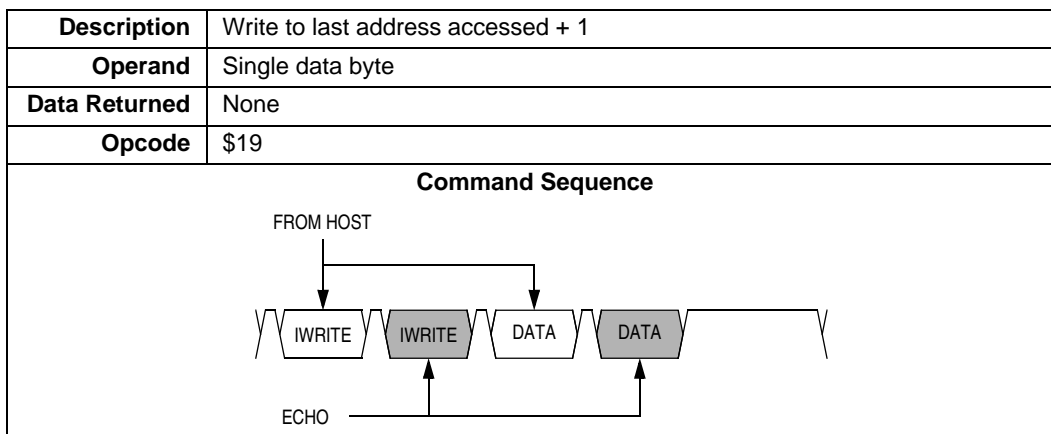 Description Write to last address accessed + 1
Operand Single data byte
Data Returned None
Opcode $19
Command Sequence
FROM HOST
IWRITE IWRITE DATA DATA
ECHO